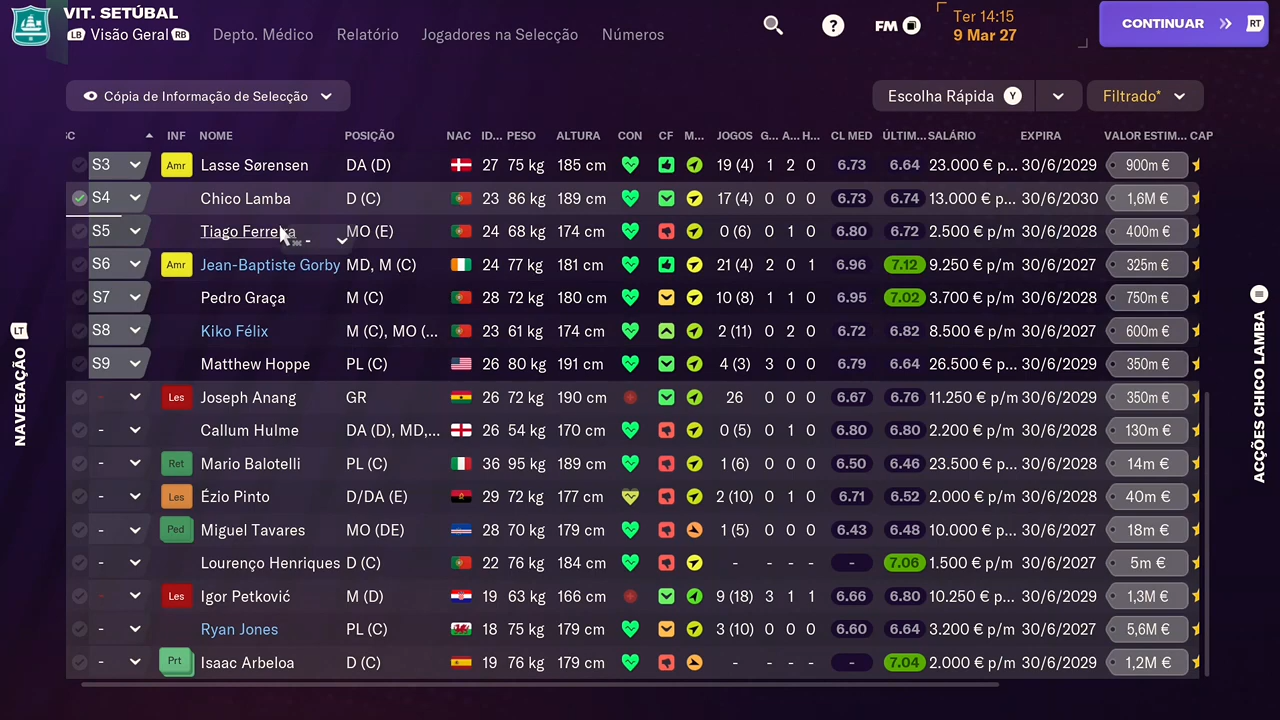 VIT. SETÚBAL
LB Visão Geral RB Depto. Médico Relatório Jogadores na Selecção Números
FM
Ter 14:15
9 Mar 27
CONTINUAR RT
Cópia de Informação de Selecção
Escolha Rápida Y
Filtrado*
INF NOME POSIÇÃO NAC ID... PESO ALTURA CON CF M... JOGOS G... A... H... CL MED ÚLTIM... SALÁRIO EXPIRA VALOR ESTIM... CAP
S3 Amr Lasse Sørensen DA (D) 27 75 kg 185 cm 19 (4) 1 2 0 6.73 6.64 23.000 € p... 30/6/2029 900m €
S4 Chico Lamba D (C) 23 86 kg 189 cm 17 (4) 0 0 0 6.73 6.74 13.000 € p/m 30/6/2030 1,6M €
S5 Tiago Ferreira MO (E) 24 68 kg 174 cm 0 (6) 0 1 0 6.80 6.72 2.500 € p/m 30/6/2028 400m €
S6 Amr Jean-Baptiste Gorby MD, M (C) 24 77 kg 181 cm 21 (4) 2 0 1 6.96 7.12 9.250 € p/m 30/6/2027 325m €
S7 Pedro Graça M (C) 28 72 kg 180 cm 10 (8) 1 1 0 6.95 7.02 3.700 € p/m 30/6/2028 750m €
S8 Kiko Félix M (C), MO (... 23 61 kg 174 cm 2 (11) 0 2 0 6.72 6.82 8.500 € p/m 30/6/2027 600m €
S9 Matthew Hoppe PL (C) 26 80 kg 191 cm 4 (3) 3 0 0 6.79 6.64 26.500 € p/m 30/6/2029 350m €
- Les Joseph Anang GR 26 72 kg 190 cm 26 0 0 0 6.67 6.76 11.250 € p/m 30/6/2029 350m €
- Callum Hulme DA (D), MD,... 26 54 kg 170 cm 0 (5) 0 1 0 6.80 6.80 2.200 € p/m 30/6/2028 130m €
- Ret Mario Balotelli PL (C) 36 95 kg 189 cm 1 (6) 0 0 0 6.50 6.46 23.500 € p/m 30/6/2028 14m €
- Les Ézio Pinto D/DA (E) 29 72 kg 177 cm 2 (10) 0 1 0 6.71 6.52 2.000 € p/m 30/6/2028 40m €
- Ped Miguel Tavares MO (DE) 28 70 kg 179 cm 1 (5) 0 0 0 6.43 6.48 10.000 € p/m 30/6/2027 18m €
- Lourenço Henriques D (C) 22 76 kg 184 cm - - - - - 7.06 1.500 € p/m 30/6/2027 5m €
- Les Igor Petković M (D) 19 63 kg 166 cm 9 (18) 3 1 1 6.66 6.80 10.250 € p/m 30/6/2027 1,3M €
- Ryan Jones PL (C) 18 75 kg 179 cm 3 (10) 0 0 0 6.60 6.64 3.200 € p/m 30/6/2027 5,6M €
- Prt Isaac Arbeloa D (C) 19 76 kg 179 cm - - - - - 7.04 2.000 € p/m 30/6/2029 1,2M €
NAVEGAÇÃO LT
ACÇÕES CHICO LAMBA